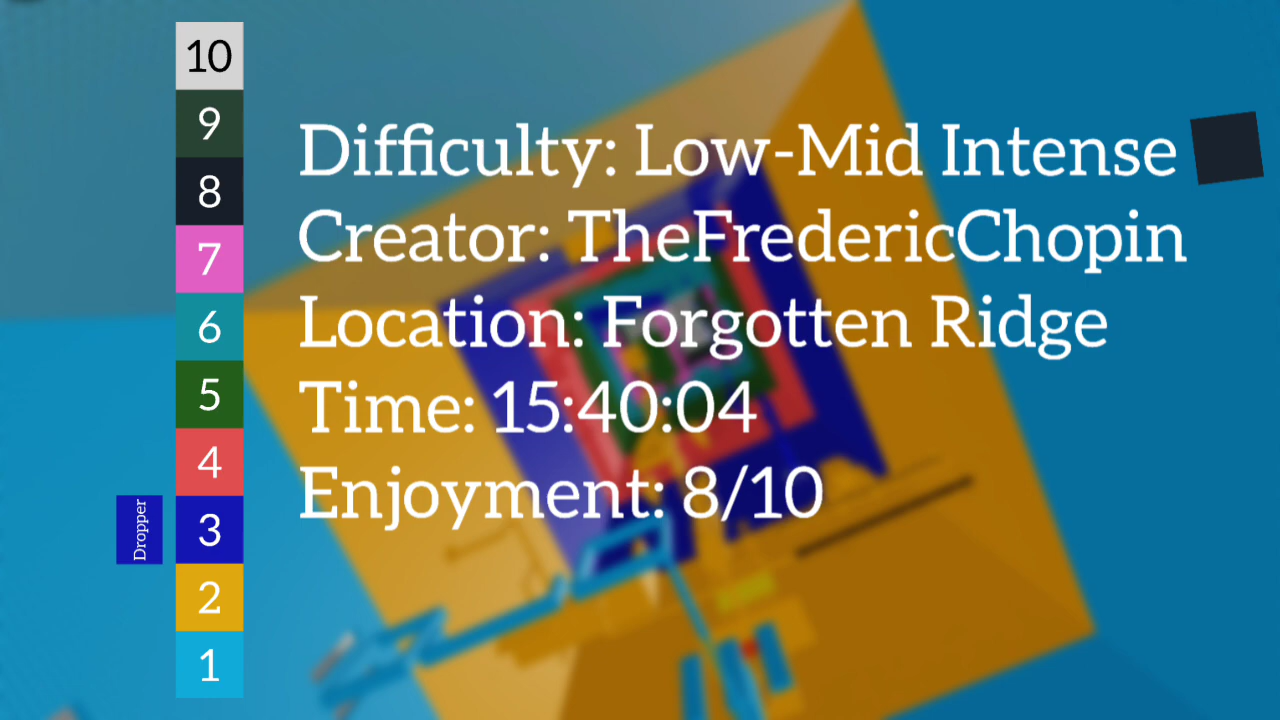 10
9
8
7
6
5
4
3
2
1
Dropper
Difficulty: Low-Mid Intense
Creator: TheFredericChopin
Location: Forgotten Ridge
Time: 15:40:04
Enjoyment: 8/10